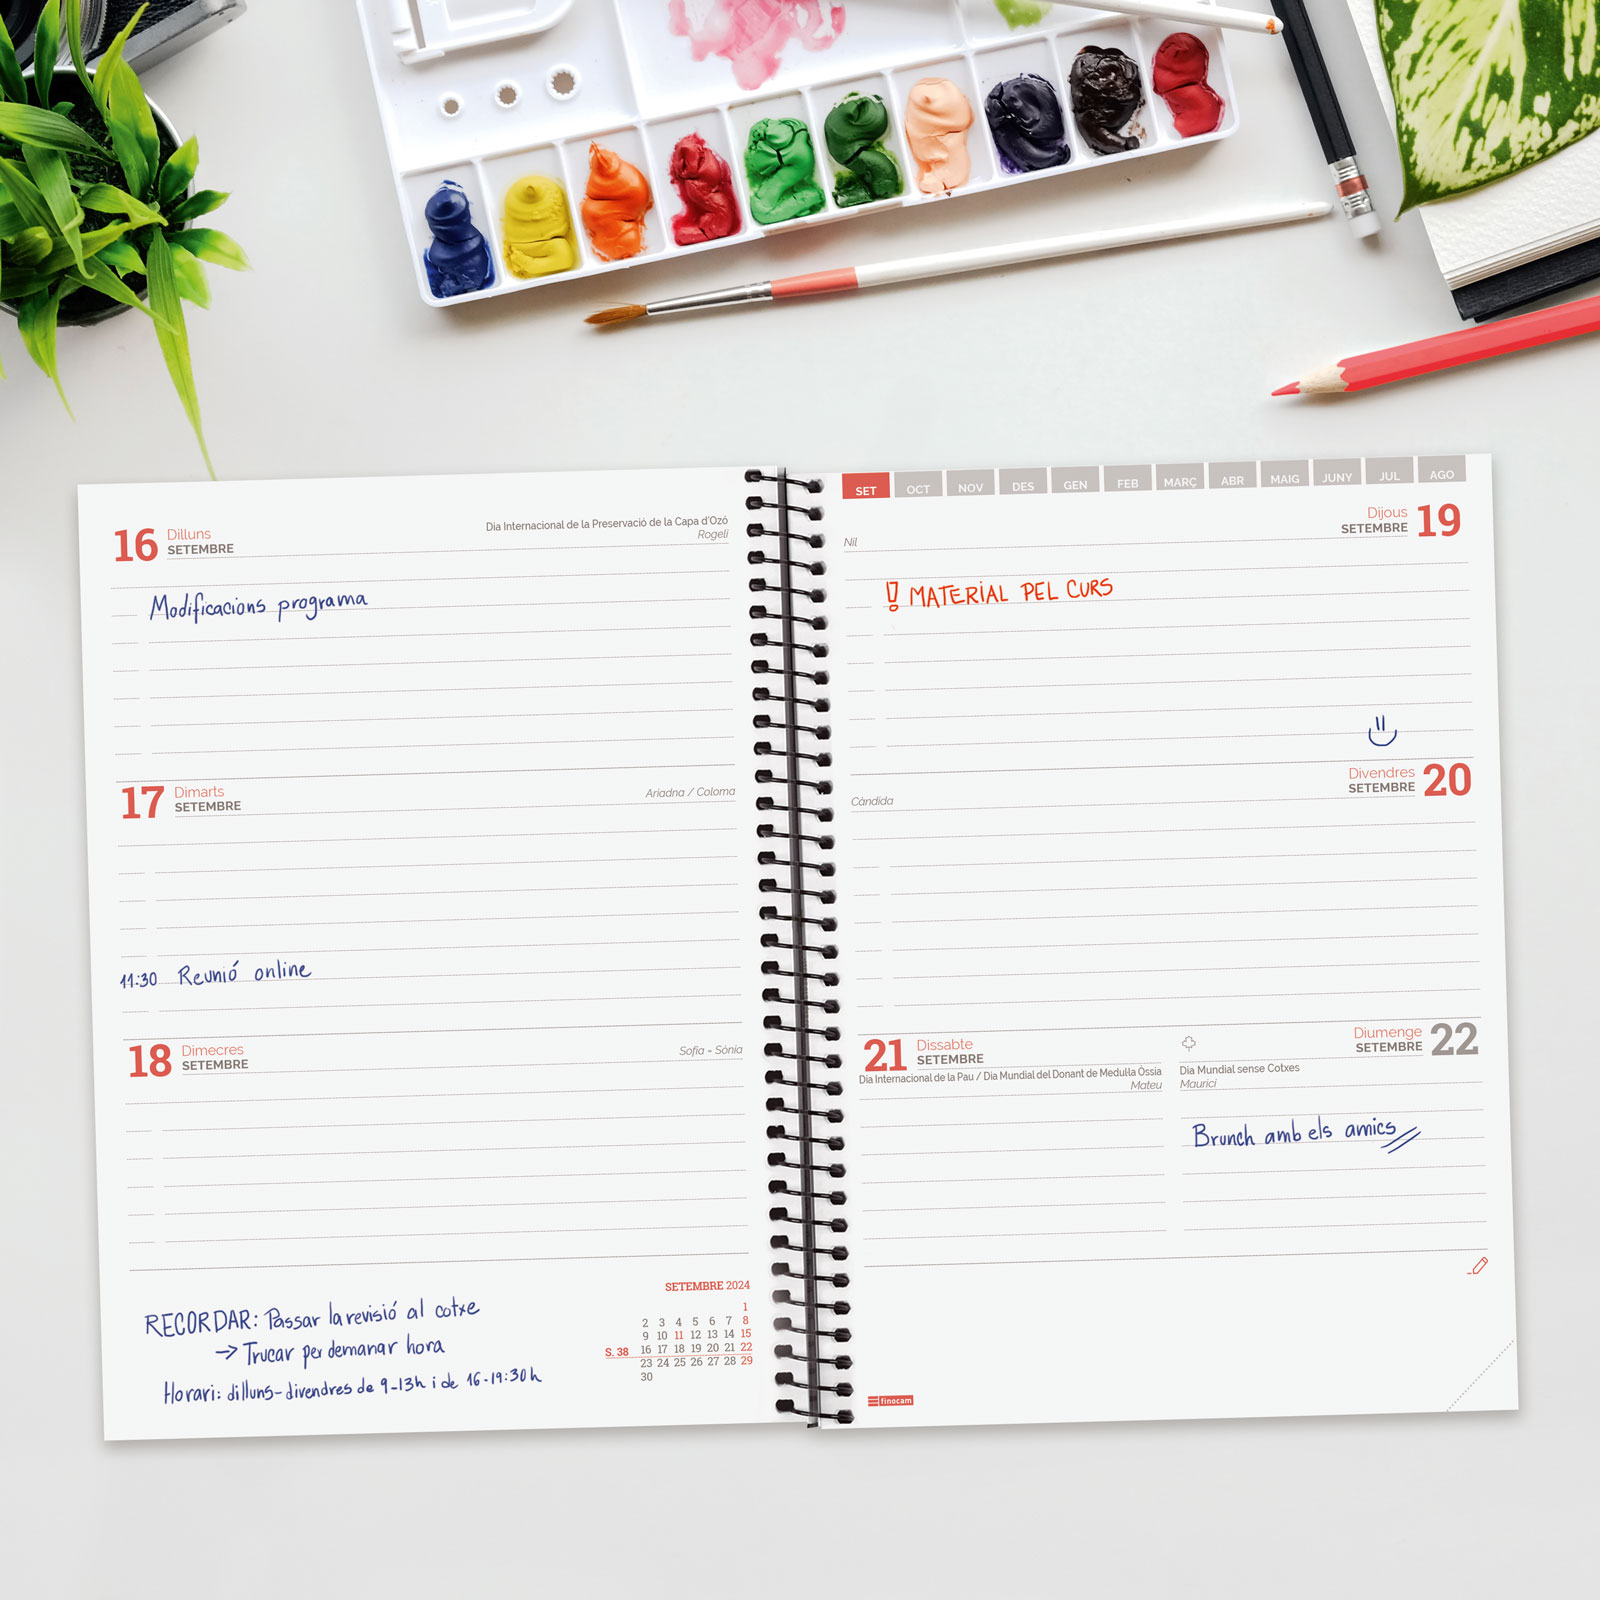 16 Dilluns
SETEMBRE
Dia Internacional de la Preservació de la Capa d'Ozó
Rogeli
Modificacions programa
17 Dimarts
SETEMBRE
Ariadna / Coloma
11:30 Reunió online
18 Dimecres
SETEMBRE
Sofia - Sònia
RECORDAR: Passar la revisió al cotxe
→ Trucar per demanar hora
Horari: dilluns-divendres de 9-13h i de 16-19:30h
SETEMBRE 2024
1
2 3 4 5 6 7 8
9 10 11 12 13 14 15
S. 38 16 17 18 19 20 21 22
23 24 25 26 27 28 29
30
SET OCT NOV DES GEN FEB MARÇ ABR MAIG JUNY JUL AGO
Dijous 19
SETEMBRE
Nil
! MATERIAL PEL CURS
Divendres 20
SETEMBRE
Càndida
21 Dissabte
SETEMBRE
Dia Internacional de la Pau / Dia Mundial del Donant de Medul·la Òssia
Mateu
Diumenge 22
SETEMBRE
Dia Mundial sense Cotxes
Maurici
Brunch amb els amics
finocam